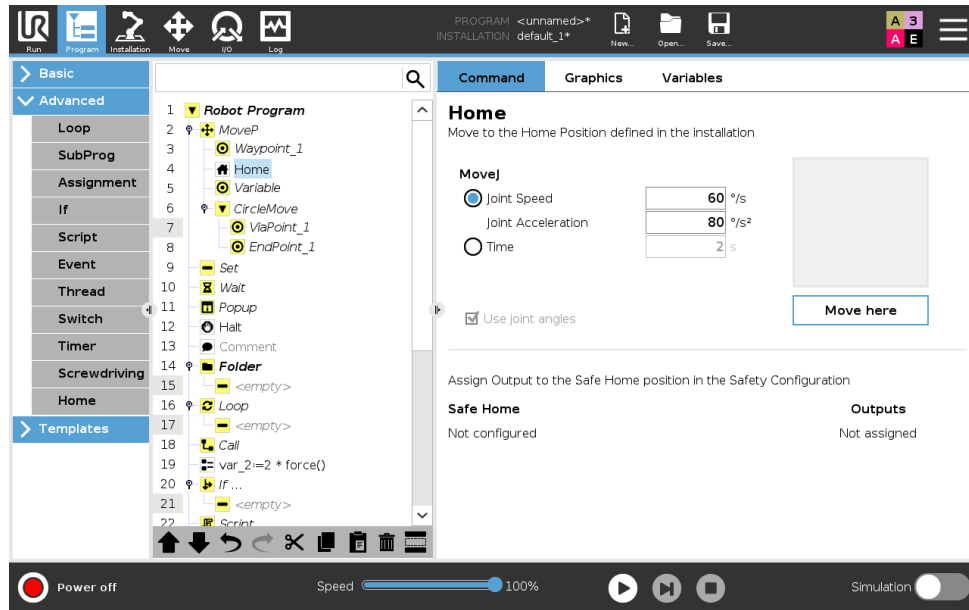 UR
Run
Program
Installation
Move
I/O
Log
PROGRAM <unnamed>*
INSTALLATION default_1*
New...
Open...
Save...
A 3
A E
Basic
Advanced
Loop
SubProg
Assignment
If
Script
Event
Thread
Switch
Timer
Screwdriving
Home
Templates
1 Robot Program
2 MoveP
3 Waypoint_1
4 Home
5 Variable
6 CircleMove
7 ViaPoint_1
8 EndPoint_1
9 Set
10 Wait
11 Popup
12 Halt
13 Comment
14 Folder
15 <empty>
16 Loop
17 <empty>
18 Call
19 var_2:=2 * force()
20 If ...
21 <empty>
22 Script
Command Graphics Variables
Home
Move to the Home Position defined in the installation
MoveJ
Joint Speed 60 °/s
Joint Acceleration 80 °/s²
Time 2 s
Use joint angles
Move here
Assign Output to the Safe Home position in the Safety Configuration
Safe Home Outputs
Not configured Not assigned
Power off
Speed 100%
Simulation